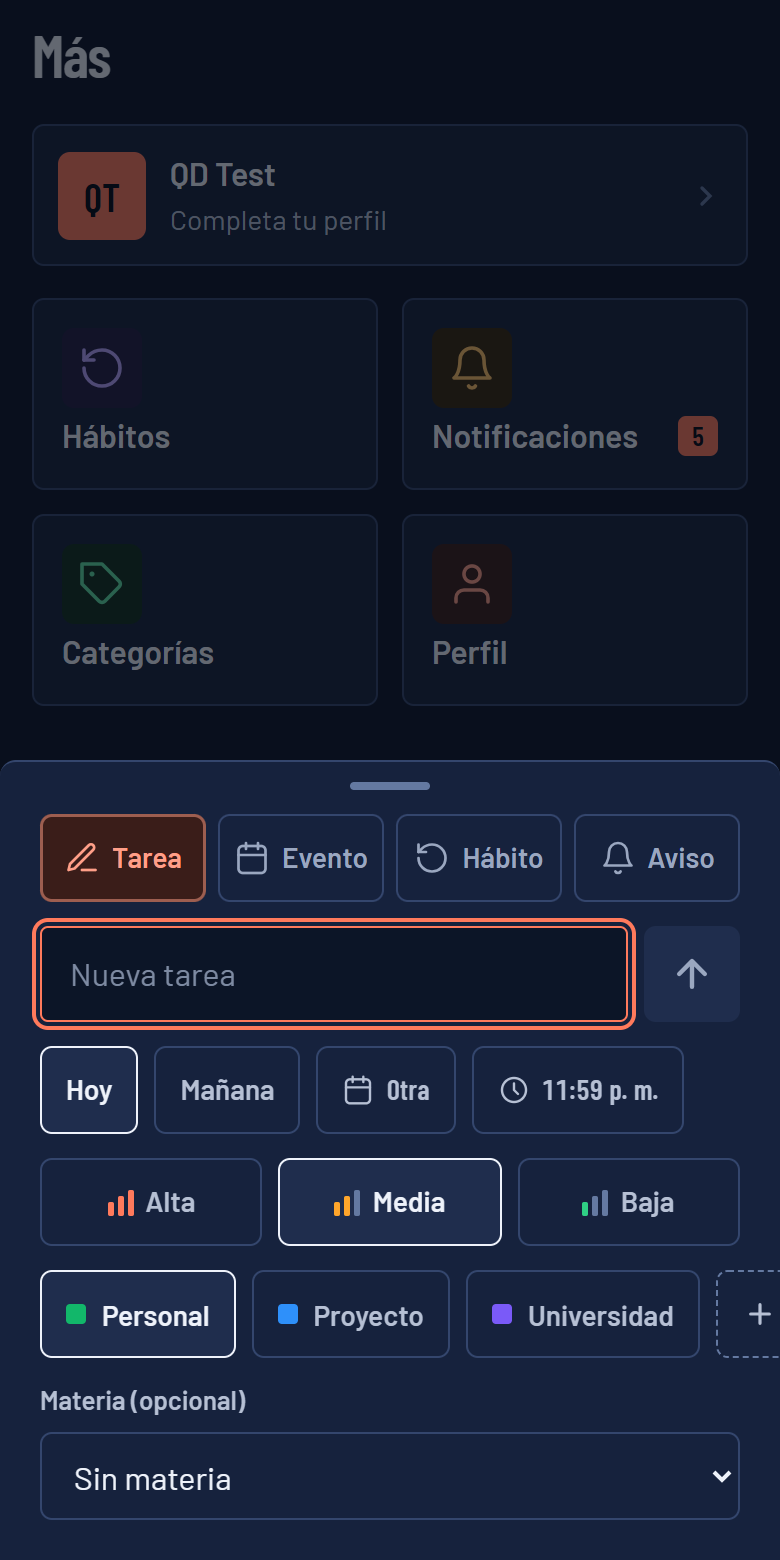 Más
QT
QD Test
Completa tu perfil
Hábitos
Notificaciones
5
Categorías
Perfil
Tarea
Evento
Hábito
Aviso
Nueva tarea
Hoy
Mañana
Otra
11:59 p. m.
Alta
Media
Baja
Personal
Proyecto
Universidad
Materia (opcional)
Sin materia